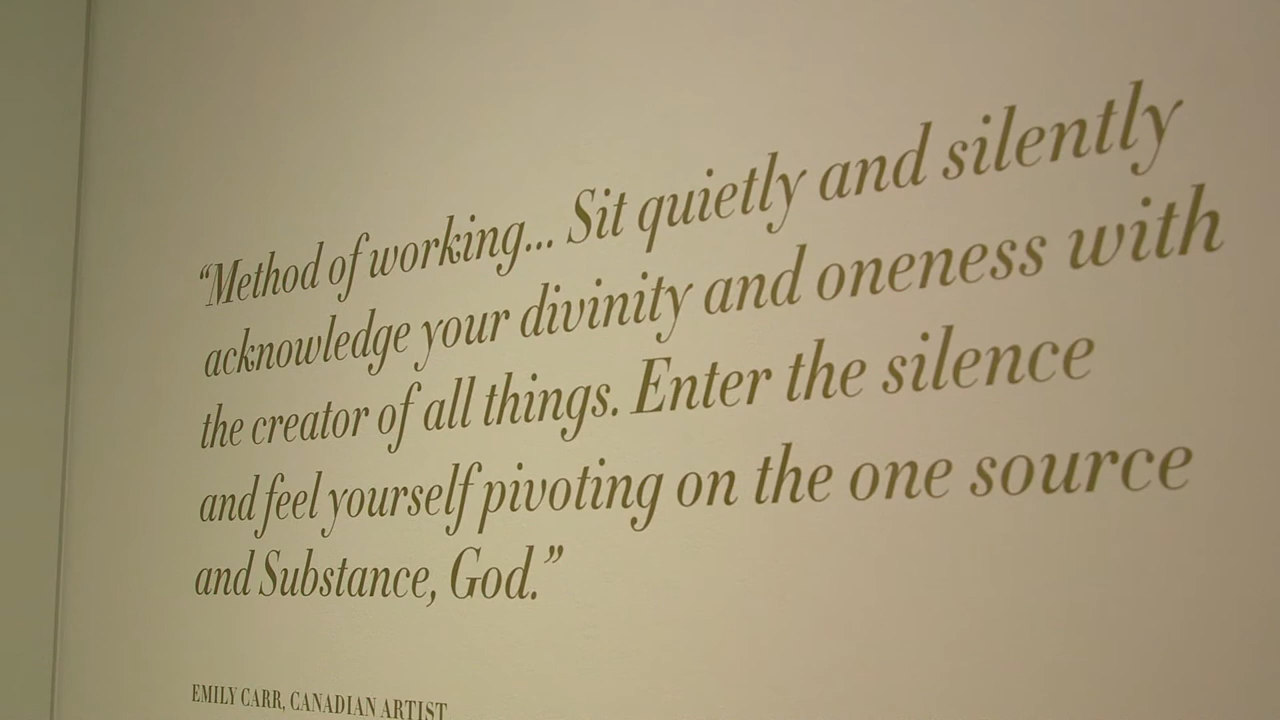 “Method of working... Sit quietly and silently
acknowledge your divinity and oneness with
the creator of all things. Enter the silence
and feel yourself pivoting on the one source
and Substance, God.”
EMILY CARR, CANADIAN ARTIST